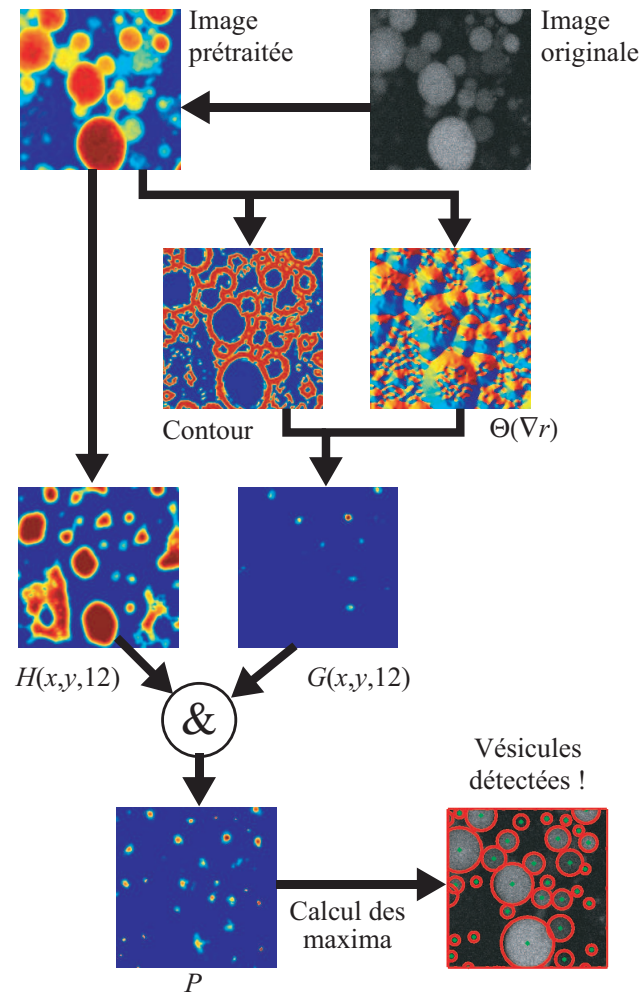 Image
prétraitée
Image
originale
Contour
Θ(∇r)
H(x,y,12)
G(x,y,12)
&
Vésicules
détectées !
Calcul des
maxima
P